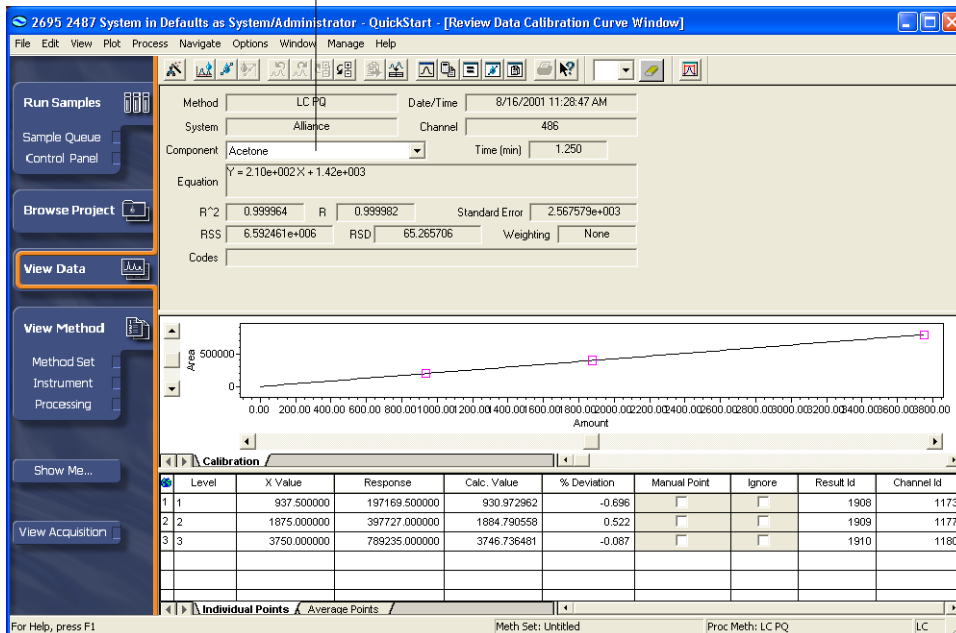 2695 2487 System in Defaults as System/Administrator - QuickStart - [Review Data Calibration Curve Window]
File Edit View Plot Process Navigate Options Window Manage Help
Run Samples
Sample Queue
Control Panel
Browse Project
View Data
View Method
Method Set
Instrument
Processing
Show Me...
View Acquisition
Method LC PQ Date/Time 8/16/2001 11:28:47 AM
System Alliance Channel 486
Component Acetone Time (min) 1.250
Equation Y = 2.10e+002 X + 1.42e+003
R^2 0.999964 R 0.999982 Standard Error 2.567579e+003
RSS 6.592461e+006 RSD 65.265706 Weighting None
Codes
Area
500000
0
0.00 200.00 400.00 600.00 800.00 1000.00 1200.00 1400.00 1600.00 1800.00 2000.00 2200.00 2400.00 2600.00 2800.00 3000.00 3200.00 3400.00 3600.00 3800.00
Amount
Calibration
Level X Value Response Calc. Value % Deviation Manual Point Ignore Result Id Channel Id
1 1 937.500000 197169.500000 930.972962 -0.696 1908 1173
2 2 1875.000000 397727.000000 1884.790558 0.522 1909 1177
3 3 3750.000000 789235.000000 3746.736481 -0.087 1910 1180
Individual Points Average Points
For Help, press F1 Meth Set: Untitled Proc Meth: LC PQ LC